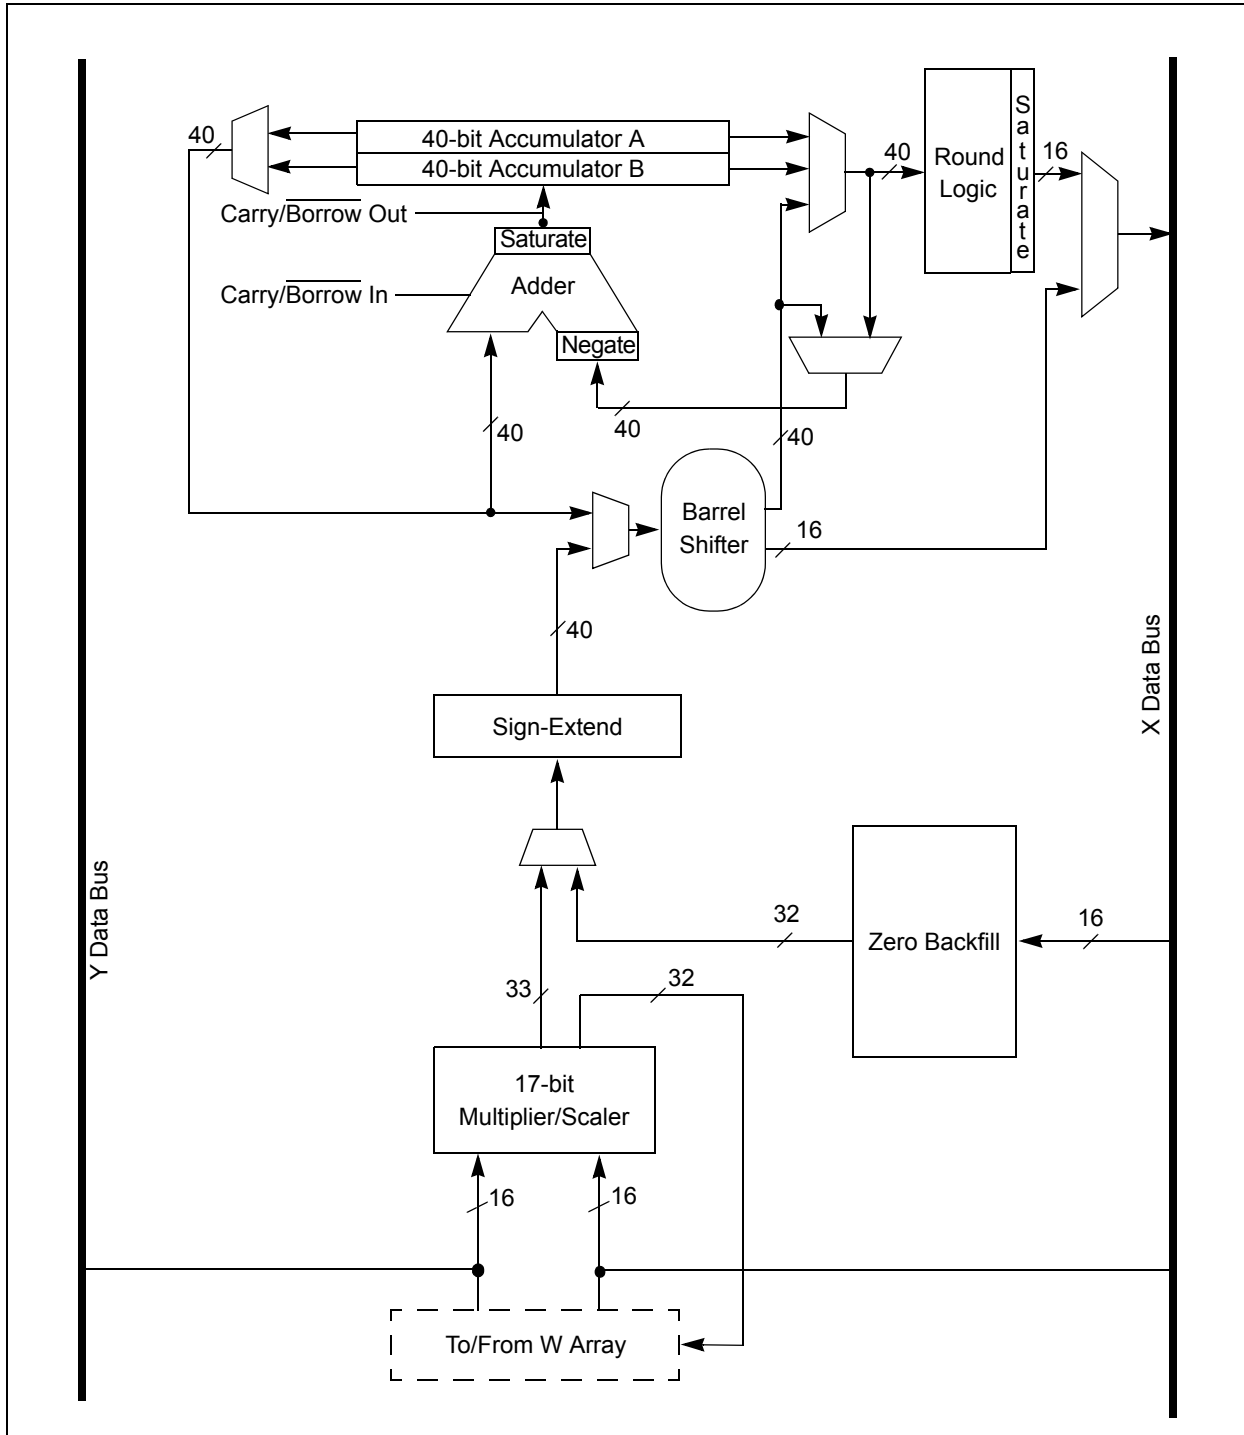 40
40-bit Accumulator A
40-bit Accumulator B
Carry/Borrow Out
Saturate
Carry/Borrow In
Adder
Negate
40
Round
Logic
Saturate
16
40
40
40
Barrel
Shifter
16
40
Sign-Extend
X Data Bus
Y Data Bus
32
Zero Backfill
16
33
32
17-bit
Multiplier/Scaler
16
16
To/From W Array